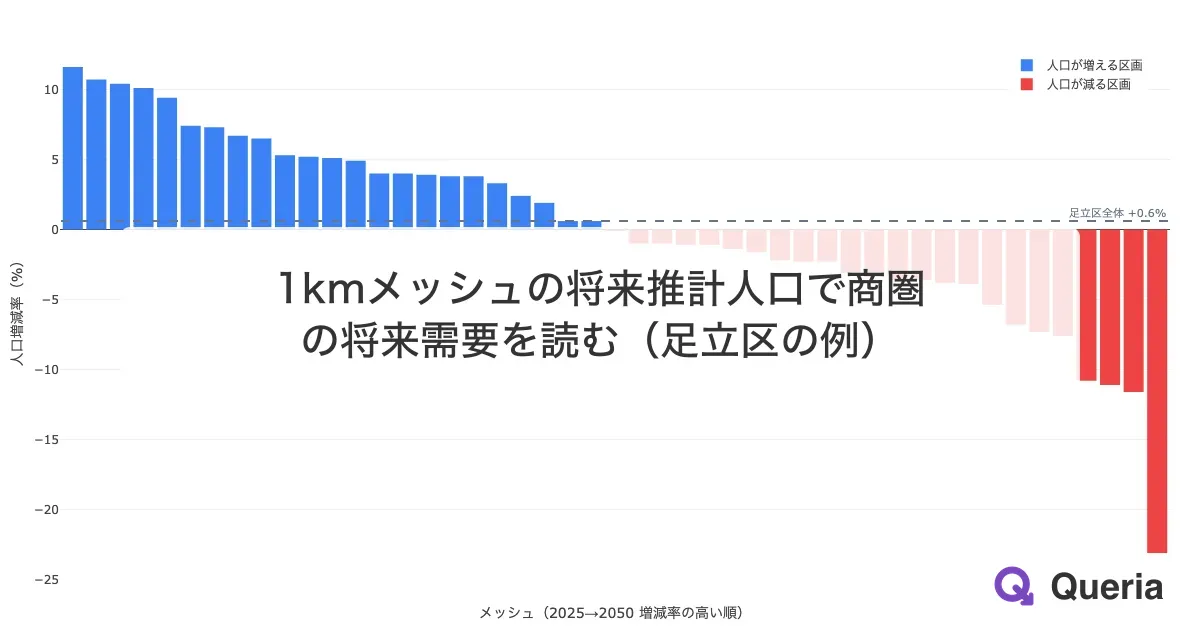 人口が増える区画
人口が減る区画
10
5
足立区全体 +0.6%
0
人口増減率（%）
1kmメッシュの将来推計人口で商圏
の将来需要を読む（足立区の例）
−5
−10
−15
−20
−25
メッシュ（2025→2050 増減率の高い順）
Queria